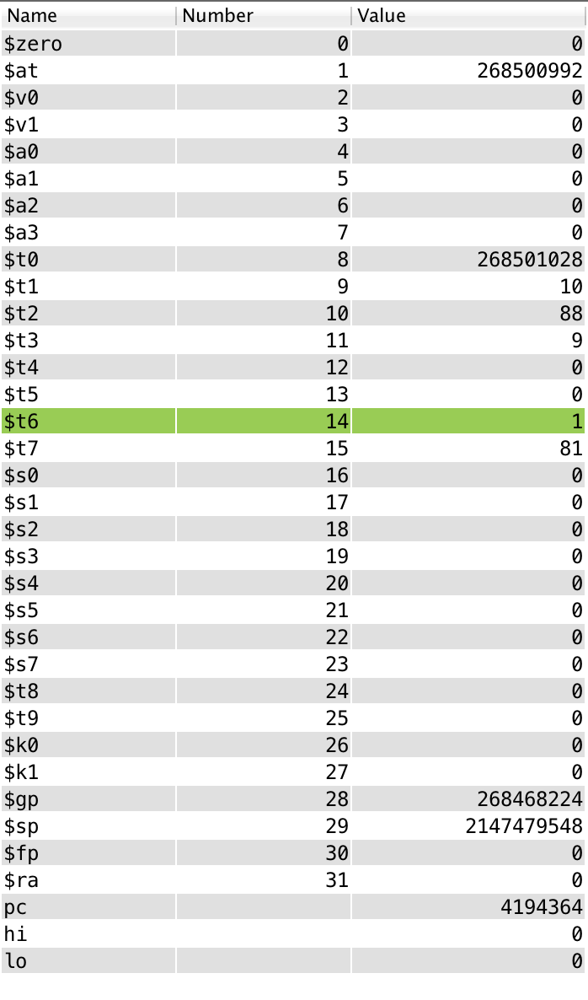 Name Number Value
$zero 0 0
$at 1 268500992
$v0 2 0
$v1 3 0
$a0 4 0
$a1 5 0
$a2 6 0
$a3 7 0
$t0 8 268501028
$t1 9 10
$t2 10 88
$t3 11 9
$t4 12 0
$t5 13 0
$t6 14 1
$t7 15 81
$s0 16 0
$s1 17 0
$s2 18 0
$s3 19 0
$s4 20 0
$s5 21 0
$s6 22 0
$s7 23 0
$t8 24 0
$t9 25 0
$k0 26 0
$k1 27 0
$gp 28 268468224
$sp 29 2147479548
$fp 30 0
$ra 31 0
pc 4194364
hi 0
lo 0